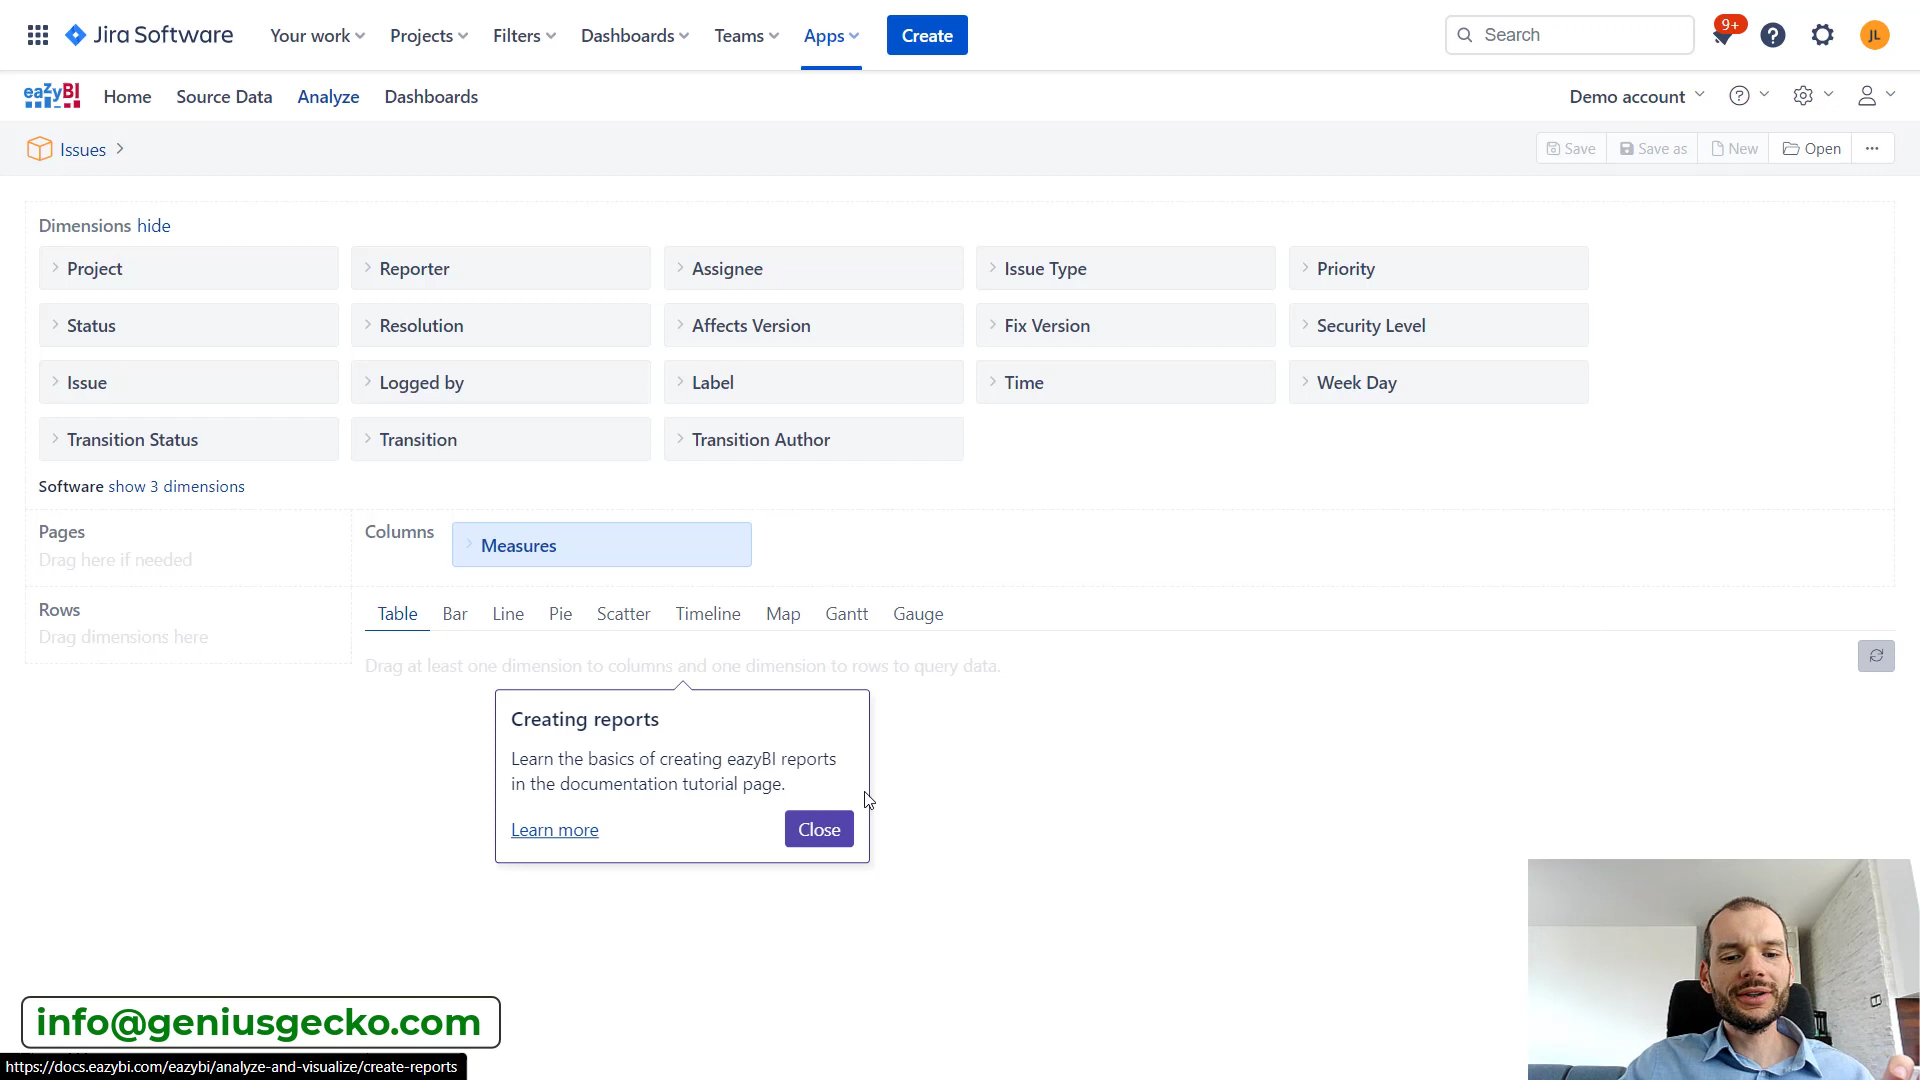 Jira Software
Your work
Projects
Filters
Dashboards
Teams
Apps
Create
Search
9+
JL
eazyBI
Home
Source Data
Analyze
Dashboards
Demo account
Issues
Save
Save as
New
Open
Dimensions hide
Project
Reporter
Assignee
Issue Type
Priority
Status
Resolution
Affects Version
Fix Version
Security Level
Issue
Logged by
Label
Time
Week Day
Transition Status
Transition
Transition Author
Software show 3 dimensions
Pages
Drag here if needed
Columns
Measures
Rows
Drag dimensions here
Table
Bar
Line
Pie
Scatter
Timeline
Map
Gantt
Gauge
Drag at least one dimension to columns and one dimension to rows to query data.
Creating reports
Learn the basics of creating eazyBI reports
in the documentation tutorial page.
Learn more
Close
info@geniusgecko.com
https://docs.eazybi.com/eazybi/analyze-and-visualize/create-reports